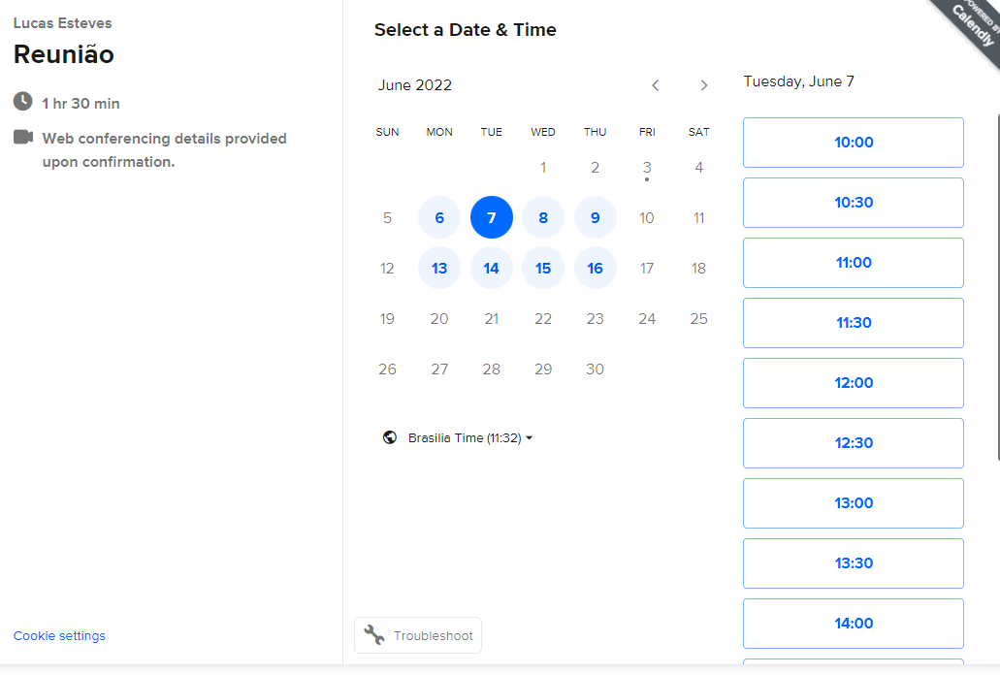 Lucas Esteves
Reunião
1 hr 30 min
Web conferencing details provided
upon confirmation.
Cookie settings
Select a Date & Time
June 2022
SUN MON TUE WED THU FRI SAT
1 2 3 4
5 6 7 8 9 10 11
12 13 14 15 16 17 18
19 20 21 22 23 24 25
26 27 28 29 30
Brasilia Time (11:32)
Troubleshoot
Tuesday, June 7
10:00
10:30
11:00
11:30
12:00
12:30
13:00
13:30
14:00
POWERED BY
Calendly